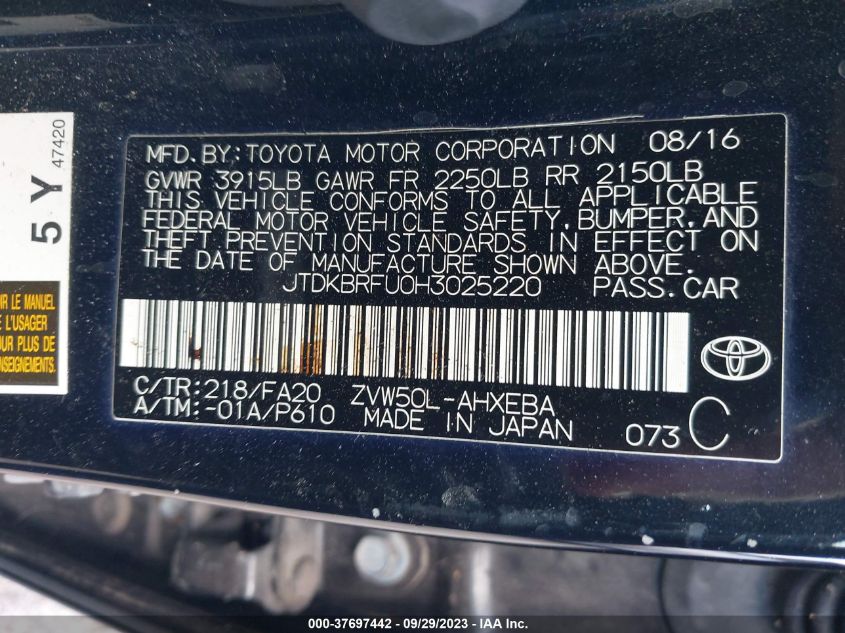 5 Y 47420
R LE MANUEL
L'USAGER
UR PLUS DE
SEIGNEMENTS.
MFD. BY: TOYOTA MOTOR CORPORATION 08/16
GVWR 3915LB GAWR FR 2250LB RR 2150LB
THIS VEHICLE CONFORMS TO ALL APPLICABLE
FEDERAL MOTOR VEHICLE SAFETY, BUMPER, AND
THEFT PREVENTION STANDARDS IN EFFECT ON
THE DATE OF MANUFACTURE SHOWN ABOVE.
JTDKBRFU0H3025220 PASS. CAR
C/TR: 218/FA20 ZVW50L-AHXEBA
A/TM: -01A/P610 MADE IN JAPAN 073 C
000-37697442 - 09/29/2023 - IAA Inc.